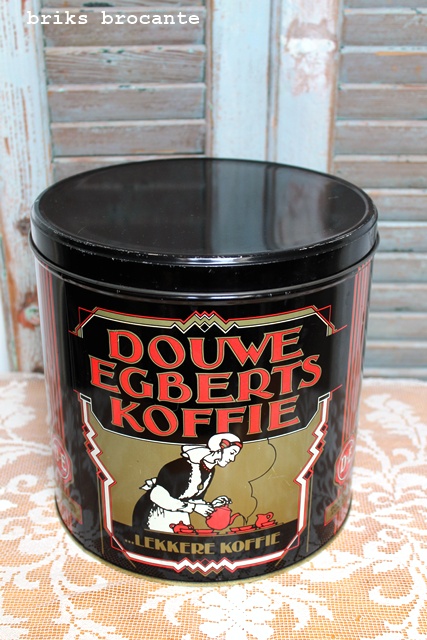 briks brocante
DOUWE
EGBERTS
KOFFIE
...LEKKERE KOFFIE
D.E